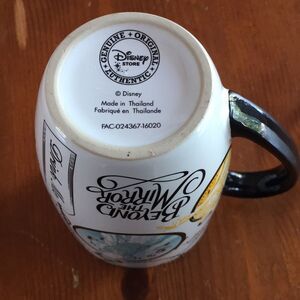 GENUINE • ORIGINAL
Disney
STORE
• AUTHENTIC •
© Disney
Made in Thailand
Fabriqué en Thaïlande
FAC-024367-16020
BEYOND
THE
MIRROR